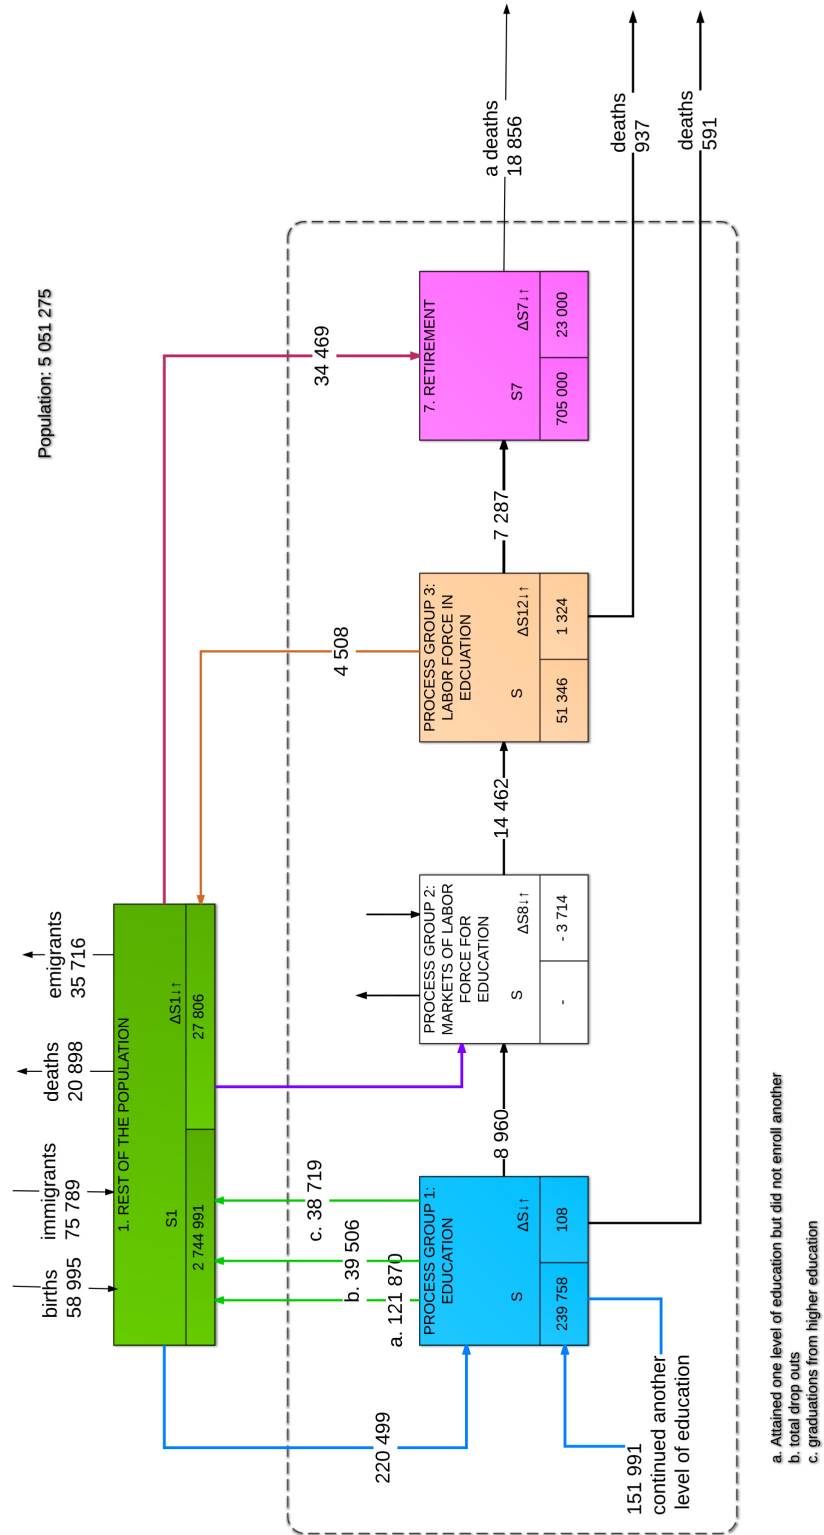 Population: 5 051 275
births
58 995
immigrants
75 789
deaths
20 898
emigrants
35 716
1. REST OF THE POPULATION
S1
ΔS1↓↑
2 744 991
27 806
220 499
a. 121 870
b. 39 506
c. 38 719
4 508
34 469
PROCESS GROUP 1:
EDUCATION
S
ΔS↓↑
239 758
108
8 960
PROCESS GROUP 2:
MARKETS OF LABOR
FORCE FOR
EDUCATION
S
ΔS8↓↑
-
- 3 714
14 462
PROCESS GROUP 3:
LABOR FORCE IN
EDCUATION
S
ΔS12↓↑
51 346
1 324
7 287
7. RETIREMENT
S7
ΔS7↓↑
705 000
23 000
a deaths
18 856
deaths
937
deaths
591
151 991
continued another
level of education
a. Attained one level of education but did not enroll another
b. total drop outs
c. graduations from higher education